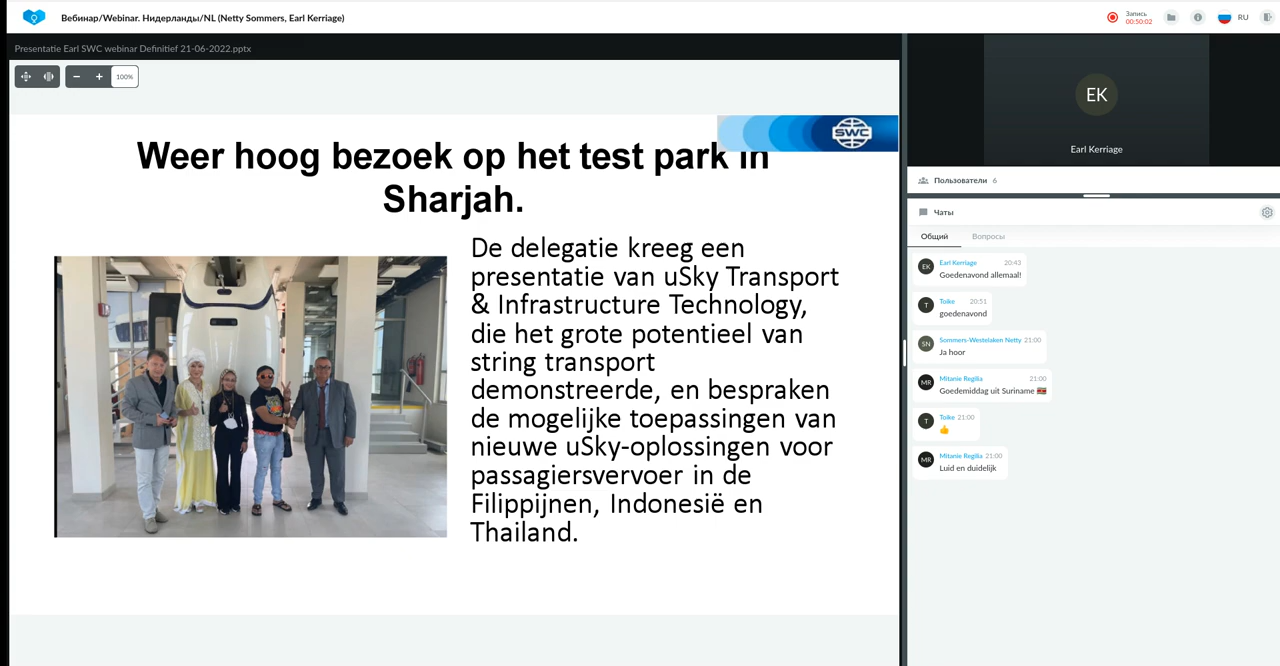 Вебинар/Webinar. Нидерланды/NL (Netty Sommers, Earl Kerriage)
Запись
00:50:02
RU
Presentatie Earl SWC webinar Definitief 21-06-2022.pptx
100%
SWC
Weer hoog bezoek op het test park in
Sharjah.
De delegatie kreeg een
presentatie van uSky Transport
& Infrastructure Technology,
die het grote potentieel van
string transport
demonstreerde, en bespraken
de mogelijke toepassingen van
nieuwe uSky-oplossingen voor
passagiersvervoer in de
Filippijnen, Indonesië en
Thailand.
EK
Earl Kerriage
Пользователи 6
Чаты
Общий Вопросы
EK Earl Kerriage 20:43
Goedenavond allemaal!
T Toike 20:51
goedenavond
SN Sommers-Westelaken Netty 21:00
Ja hoor
MR Mitanie Regilia 21:00
Goedemiddag uit Suriname 🇸🇷
T Toike 21:00
👍
MR Mitanie Regilia 21:00
Luid en duidelijk